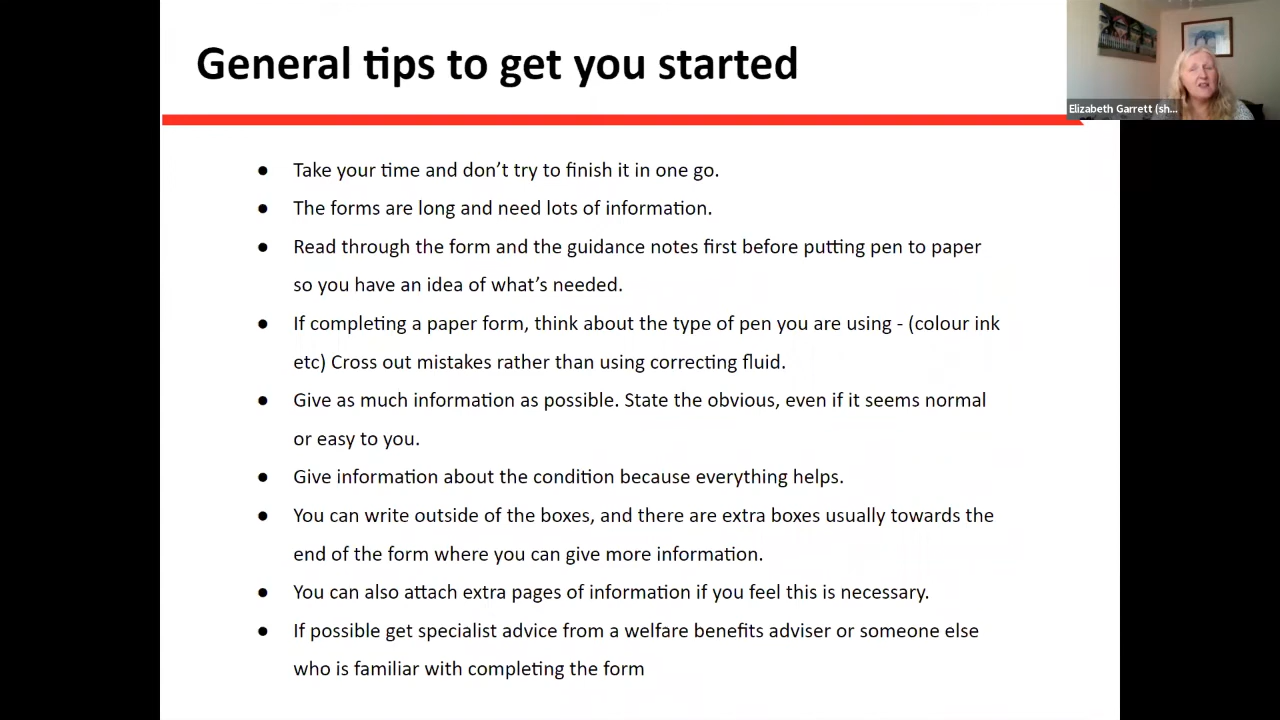 General tips to get you started
Elizabeth Garrett (sh...
● Take your time and don’t try to finish it in one go.
● The forms are long and need lots of information.
● Read through the form and the guidance notes first before putting pen to paper
so you have an idea of what’s needed.
● If completing a paper form, think about the type of pen you are using - (colour ink
etc) Cross out mistakes rather than using correcting fluid.
● Give as much information as possible. State the obvious, even if it seems normal
or easy to you.
● Give information about the condition because everything helps.
● You can write outside of the boxes, and there are extra boxes usually towards the
end of the form where you can give more information.
● You can also attach extra pages of information if you feel this is necessary.
● If possible get specialist advice from a welfare benefits adviser or someone else
who is familiar with completing the form